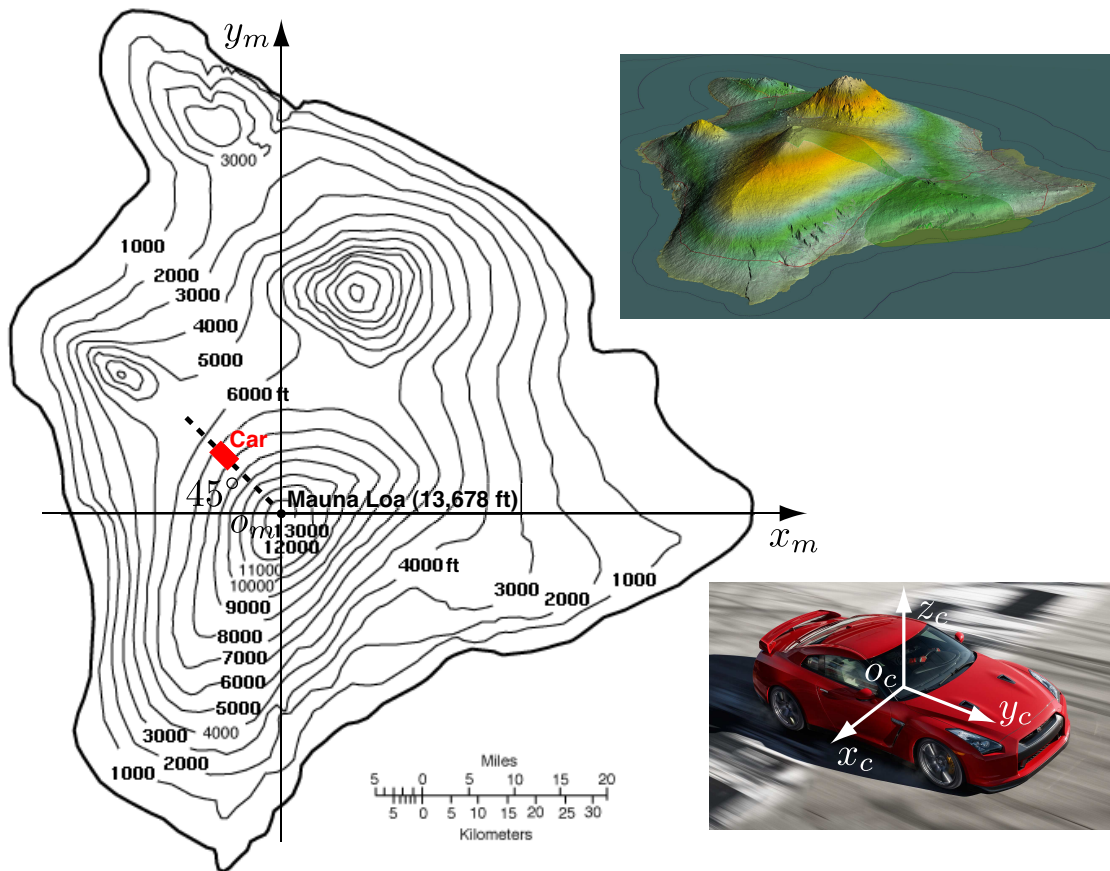 y_m
3000
1000
2000
3000
4000
5000
6000 ft
Car
45°
Mauna Loa (13,678 ft)
o_m
x_m
13000
12000
11000
10000
9000
8000
7000
6000
5000
4000
3000
2000
1000
4000 ft
3000
2000
1000
Miles
5 0 5 10 15 20
5 0 5 10 15 20 25 30
Kilometers
z_c
o_c
y_c
x_c